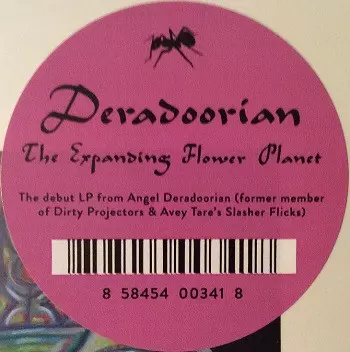 Deradoorian
The Expanding Flower Planet
The debut LP from Angel Deradoorian (former member
of Dirty Projectors & Avey Tare's Slasher Flicks)
8 58454 00341 8